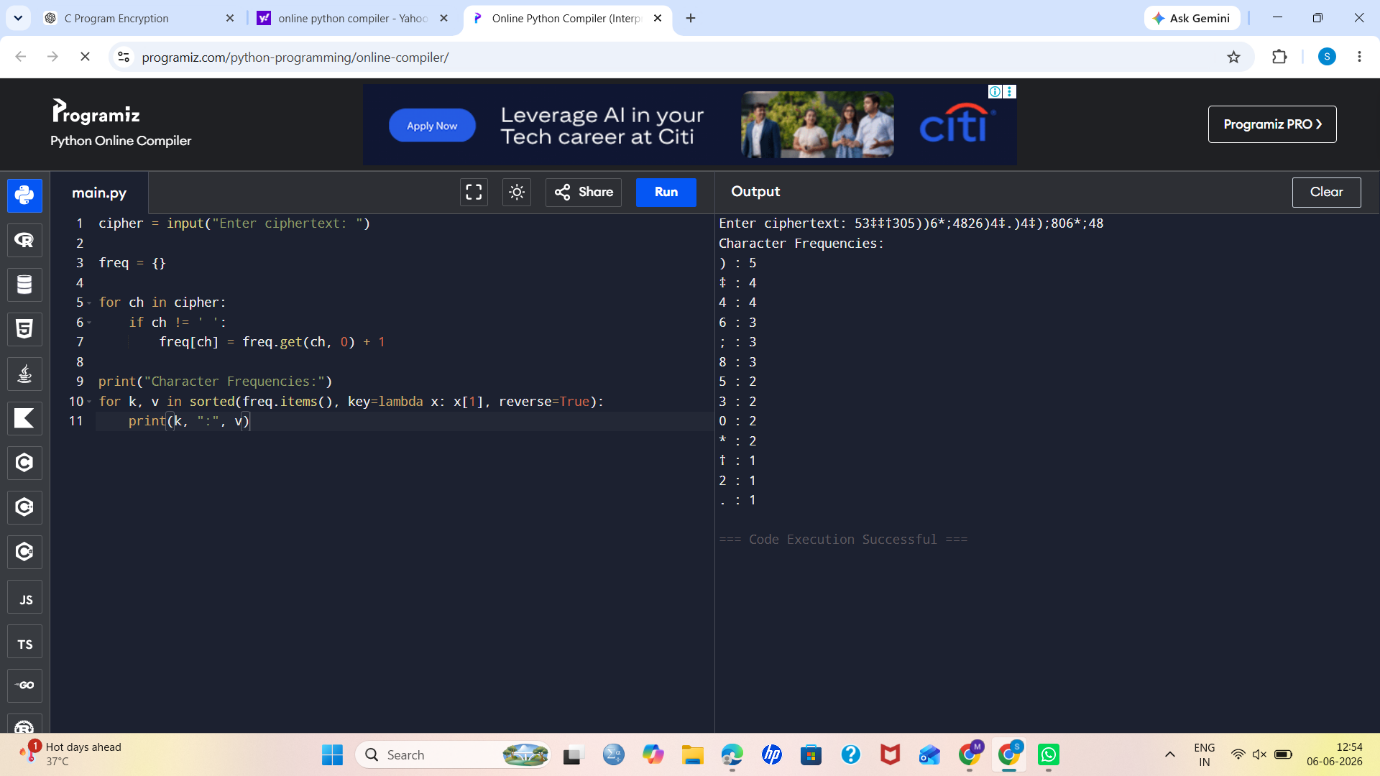 C Program Encryption
online python compiler - Yahoo
Online Python Compiler (Interp
Ask Gemini
programiz.com/python-programming/online-compiler/
S
Programiz
Python Online Compiler
Apply Now
Leverage AI in your
Tech career at Citi
citi
Programiz PRO
main.py
Share
Run
Output
Clear
1 cipher = input("Enter ciphertext: ")
2
3 freq = {}
4
5 for ch in cipher:
6 if ch != ' ':
7 freq[ch] = freq.get(ch, 0) + 1
8
9 print("Character Frequencies:")
10 for k, v in sorted(freq.items(), key=lambda x: x[1], reverse=True):
11 print(k, ":", v)
Enter ciphertext: 53‡‡†305))6*;4826)4‡.)4‡);806*;48
Character Frequencies:
) : 5
‡ : 4
4 : 4
6 : 3
; : 3
8 : 3
5 : 2
3 : 2
0 : 2
* : 2
† : 1
2 : 1
. : 1
=== Code Execution Successful ===
JS
TS
GO
1
Hot days ahead
37°C
Search
hp
M
S
ENG
IN
12:54
06-06-2026